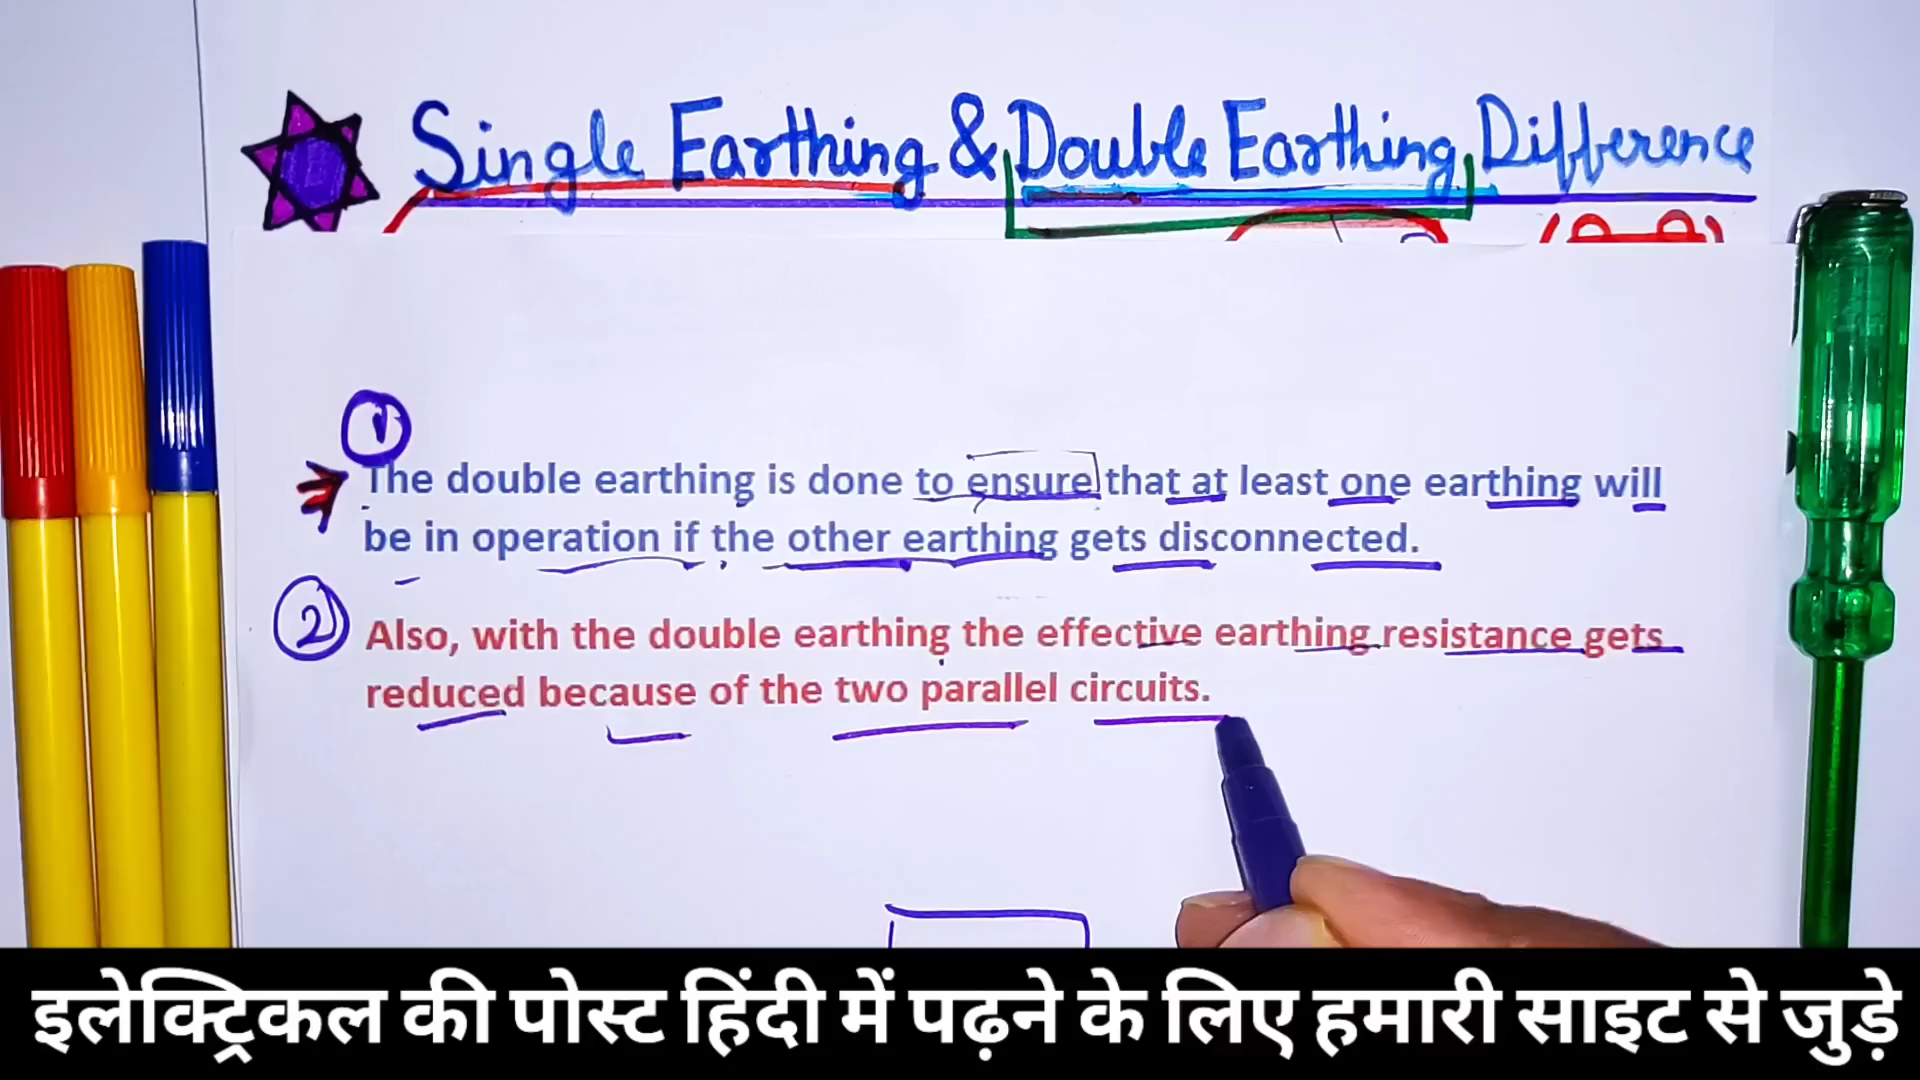 Single Earthing & Double Earthing Difference
1
The double earthing is done to ensure that at least one earthing will
be in operation if the other earthing gets disconnected.
2
Also, with the double earthing the effective earthing resistance gets
reduced because of the two parallel circuits.
इलेक्ट्रिकल की पोस्ट हिंदी में पढ़ने के लिए हमारी साइट से जुड़े